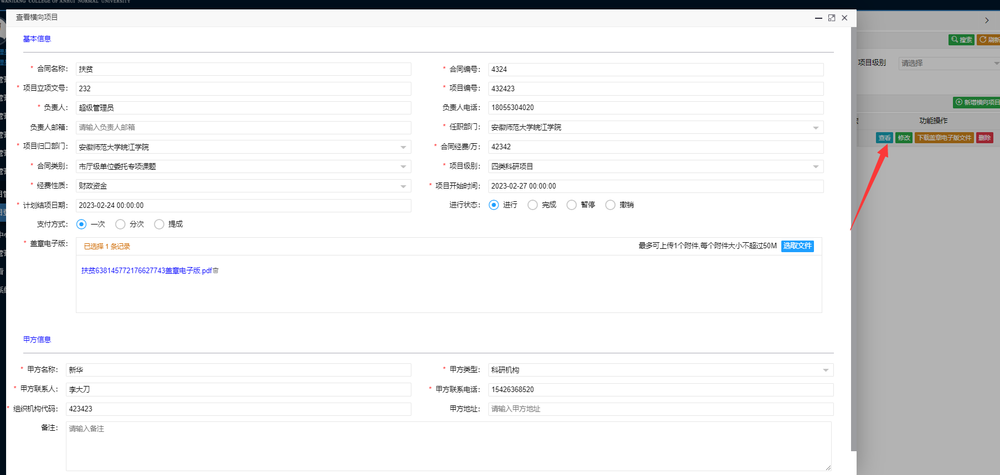 WANJIANG COLLEGE OF ANHUI NORMAL UNIVERSITY
查看横向项目
基本信息
* 合同名称: 扶贫
* 合同编号: 4324
* 项目立项文号: 232
* 项目编号: 432423
* 负责人: 超级管理员
负责人电话: 18055304020
负责人邮箱: 请输入负责人邮箱
* 任职部门: 安徽师范大学皖江学院
* 项目归口部门: 安徽师范大学皖江学院
* 合同经费/万: 42342
* 合同类别: 市厅级单位委托专项课题
* 项目级别: 四类科研项目
* 经费性质: 财政资金
* 项目开始时间: 2023-02-27 00:00:00
* 计划结项日期: 2023-02-24 00:00:00
进行状态: 进行 完成 暂停 撤销
支付方式: 一次 分次 提成
* 盖章电子版: 已选择 1 条记录 最多可上传1个附件,每个附件大小不超过50M 选取文件
扶贫638145772176627743盖章电子版.pdf
甲方信息
* 甲方名称: 新华
* 甲方类型: 科研机构
* 甲方联系人: 李大刀
* 甲方联系电话: 15426368520
* 组织机构代码: 423423
甲方地址: 请输入甲方地址
备注: 请输入备注
搜索 刷新
项目级别 请选择
新增横向项目
功能操作
查看 修改 下载盖章电子版文件 删除